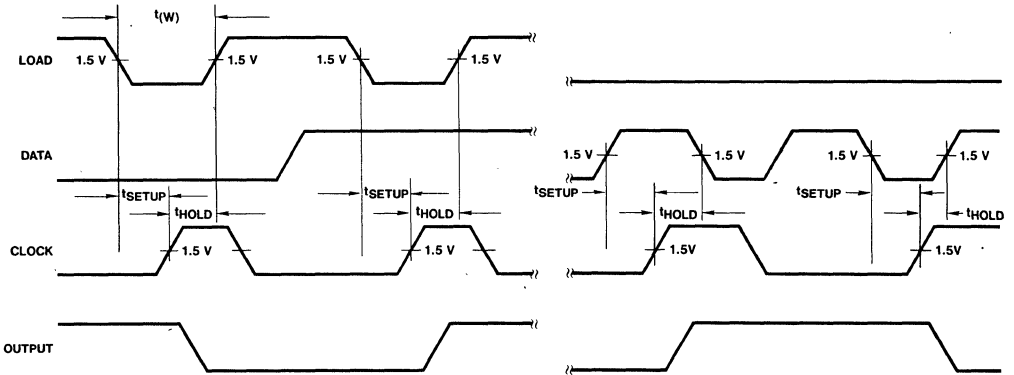 t(W)
LOAD 1.5 V 1.5 V 1.5 V 1.5 V
DATA 1.5 V 1.5 V 1.5 V 1.5 V
tSETUP tSETUP tSETUP tSETUP
tHOLD tHOLD tHOLD tHOLD
CLOCK 1.5 V 1.5 V 1.5V 1.5V
OUTPUT